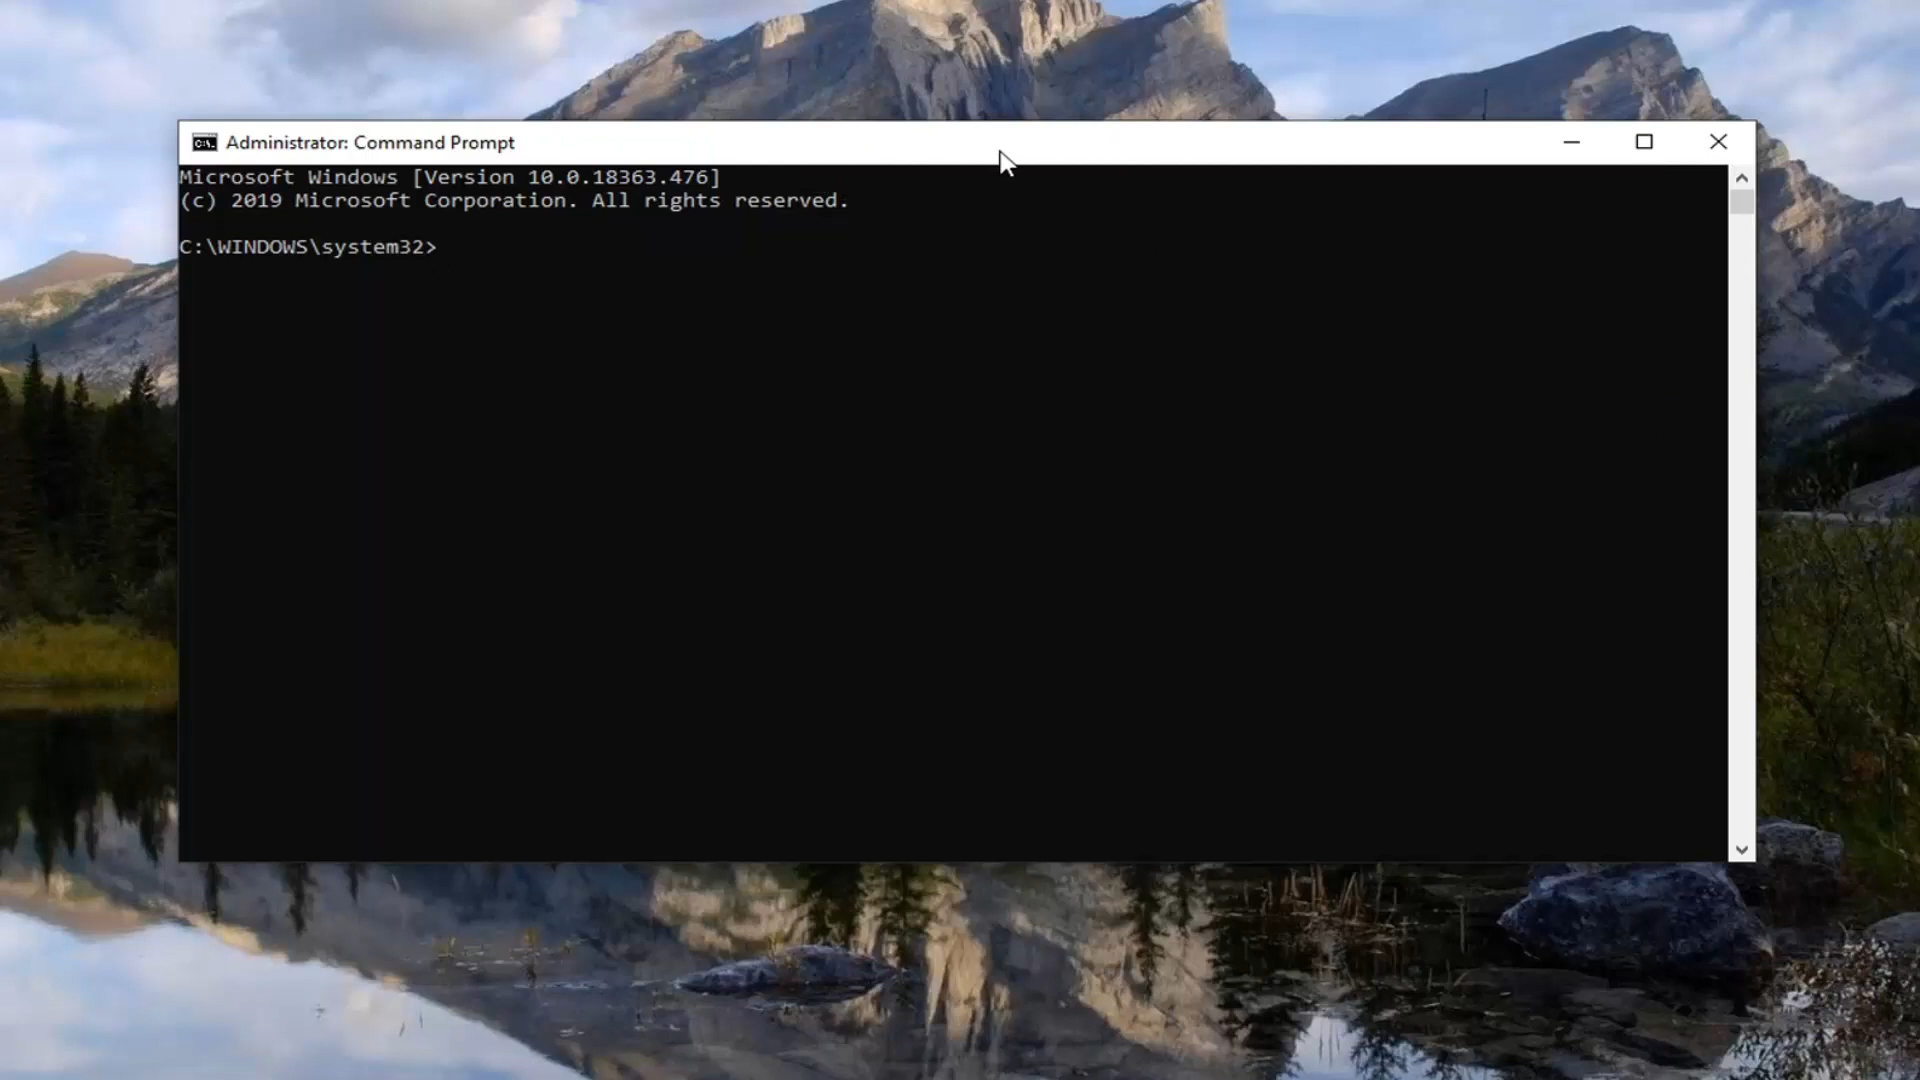 Administrator: Command Prompt
Microsoft Windows [Version 10.0.18363.476]
(c) 2019 Microsoft Corporation. All rights reserved.
C:\WINDOWS\system32>